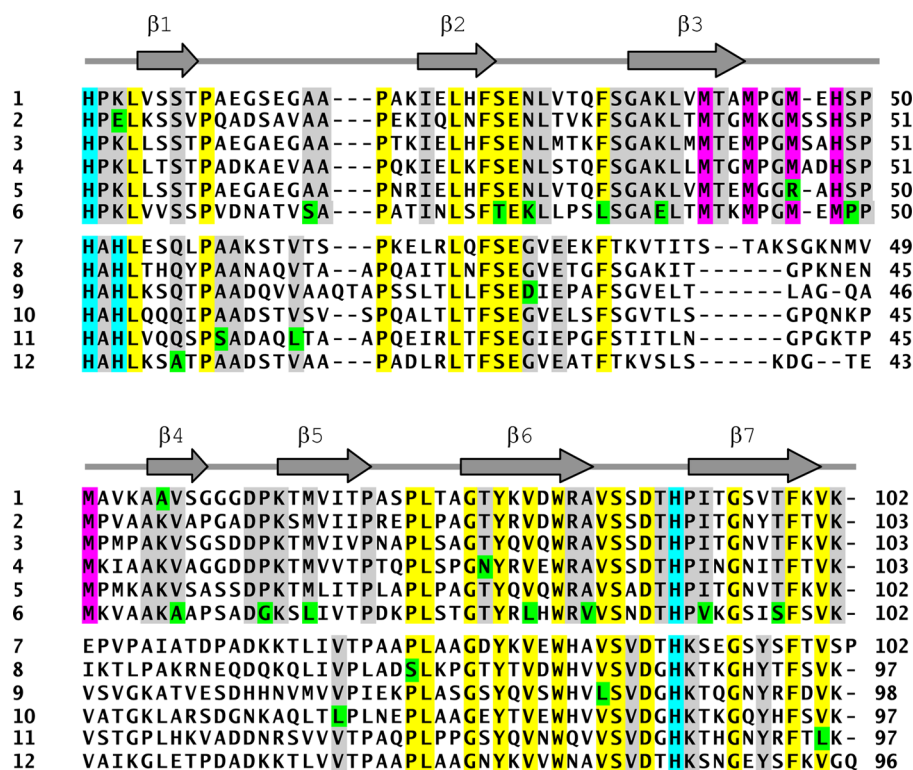 β1 β2 β3
1 HPKLVSSTPAEGSEGAA---PAKIELHFSENLVTQFSGAKLVMTAMPGM-EHSP 50
2 HPELKSSVPQADSAVAA---PEKIQLNFSENLTVKFSGAKLTMTGMKGMSSHSP 51
3 HPKLLSSTPAEGAEGAA---PTKIELHFSENLMTKFSGAKLVMTEMPGMSAHSP 51
4 HPKLLTSTPADKAEVAA---PQKIELKFSENLSTQFSGAKLVMTGMPGMADHSP 51
5 HPKLLSSTPAEGAEGAA---PNRIELHFSENLVTQFSGAKLVMTEMGGR-AHSP 50
6 HPKLVVSSPVDNATVSA---PATINLSFTEKLLPSLSGAELTMTKMPGM-EMPP 50
7 HAHLESQLPAAKSTVTS---PKELRLQFSEGVEEKFTKVTITS--TAKSGKNMV 49
8 HAHLTHQYPAANAQVTA---APQAITLNFSEGVETGFSGAKIT------GPKNEN 45
9 HAHLKSATPAADQVVAAQTAPSSLTLLFSEDIEPAFSGVELT------LAG-QA 46
10 HAHLQQQIPAADSTVSV---SPQALTLTFSEGVELSFSGVTLS------GPQNKP 45
11 HAHLVQQSPSADAQLTA---APQEIRLTFSEGIEPGFSTITLN------GPGKTP 45
12 HAHLKSATPAADSTVAA---PADLRLTFSEGVEATFTKVSLS-----KDG--TE 43
β4 β5 β6 β7
1 MAVKAAVSGGGDPKTMVITPASPLTAGTYKVDWRAVSSDTHPITGSVTFKVK- 102
2 MPVAAKVAPGADPKSMVIIPREPLPAGTYRVDWRAVSSDTHPITGNYTFTVK- 103
3 MPMPAKVSGSDDPKTMVIVPNAPLSAGTYQVQWRAVSSDTHPITGNVTFKVK- 103
4 MKIAAKVAGGDDPKTMVVTPTQPLSPGNYRVEWRAVSSDTHPINGNITFTVK- 103
5 MPMKAKVSASSDPKTMLITPLAPLPAGTYQVQWRAVSSDTHPITGNVTFKVK- 102
6 MKVAAKAAPSADGKSLIVTPDKPLSTGTYRLHWRVVSNDTHPVKGSISFSVK- 102
7 EPVPAIATDPADKKTLIVTPAAPLAAGDYKVEWHAVSVDTHKSEGSYSFTVSP 102
8 IKTLPAKRNEQDQKQLIVPLADSLKPGTYTVDWHVVSVDGHKTKGHYTFSVK- 97
9 VSVGKATVESDHHNVMVVPIEKPLASGSYQVSWHVLSVDGHKTQGNYRFDVK- 98
10 VATGKLARSDGNKAQLTLPLNEPLAAGEYTVEWHVVSVDGHKTKGQYHFSVK- 97
11 VSTGPLHKVADDNRSVVVTPAQPLPPGSYQVNWQVVSVDGHKTHGNYRFTLK- 97
12 VAIKGLETPDADKKTLVVTPAAPLAAGNYKVVWNAVSVDTHKSNGEYSFKVGQ 96